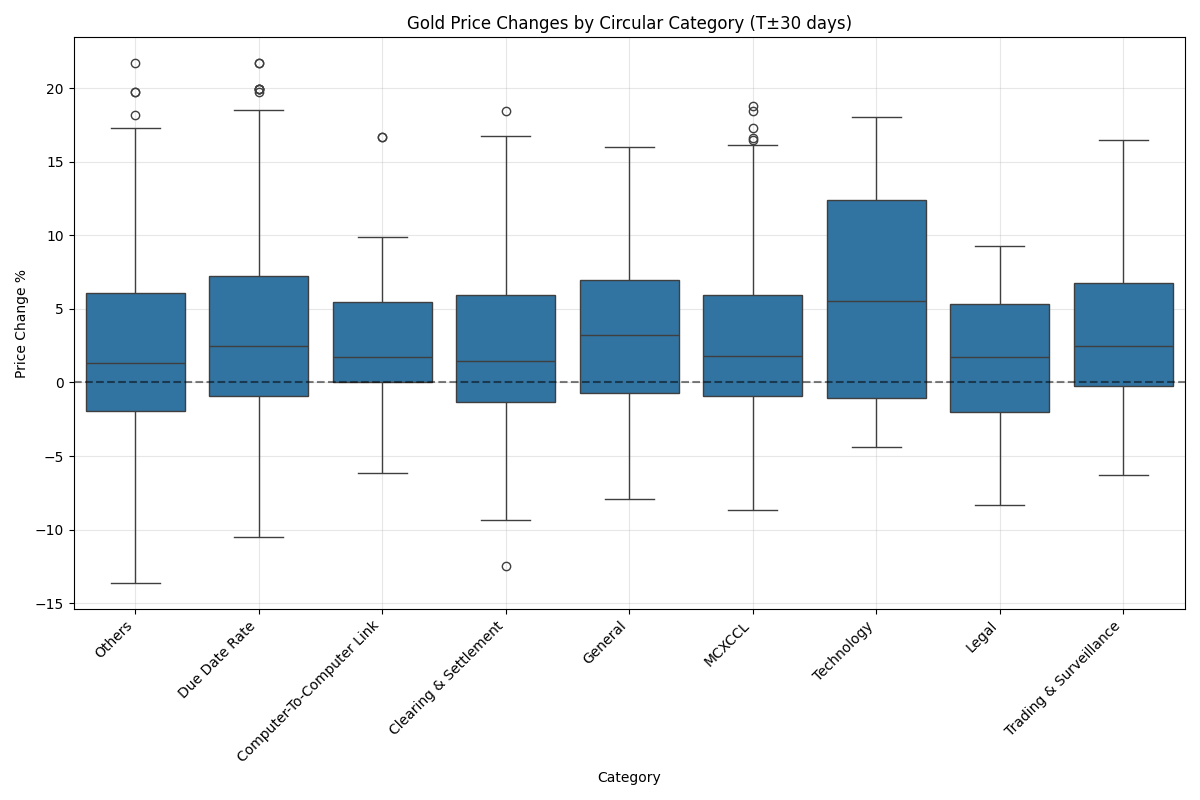 Gold Price Changes by Circular Category (T±30 days)
Price Change %
20
15
10
5
0
−5
−10
−15
Others
Due Date Rate
Computer-To-Computer Link
Clearing & Settlement
General
MCXCCL
Technology
Legal
Trading & Surveillance
Category